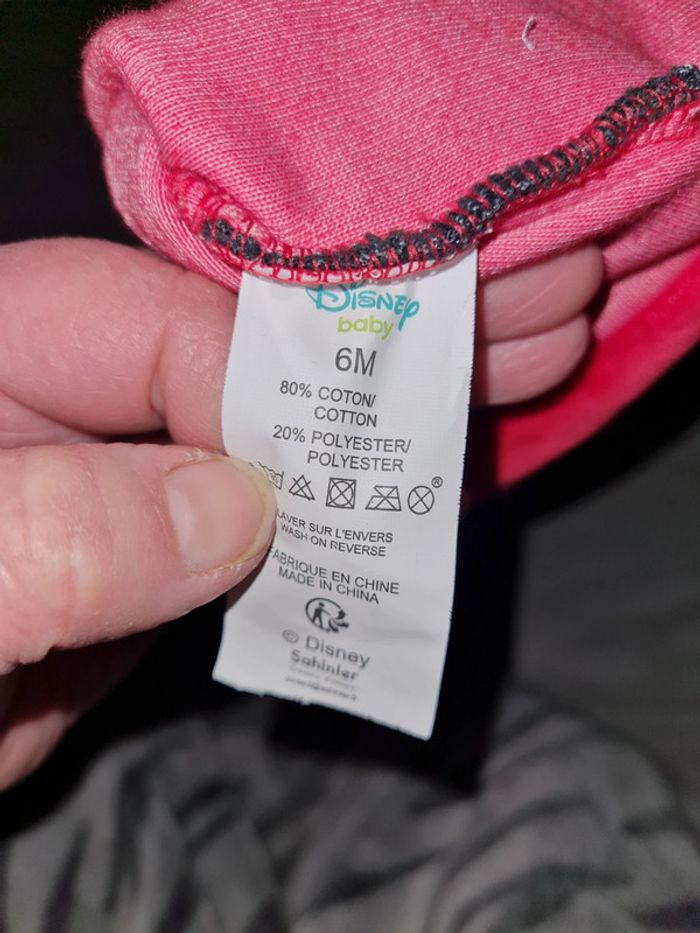 Disney
baby
6M
80% COTON/
COTTON
20% POLYESTER/
POLYESTER
®
LAVER SUR L'ENVERS
WASH ON REVERSE
FABRIQUE EN CHINE
MADE IN CHINA
© Disney
Sahinler